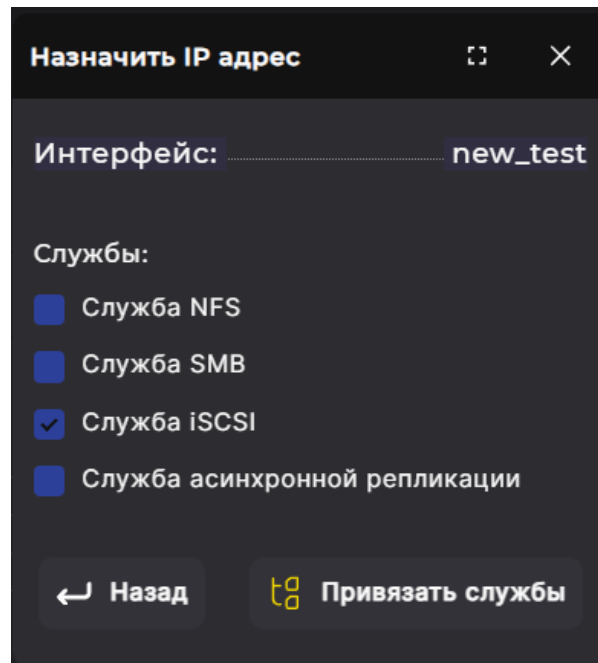 Назначить IP адрес
Интерфейс: new_test
Службы:
Служба NFS
Служба SMB
Служба iSCSI
Служба асинхронной репликации
Назад Привязать службы